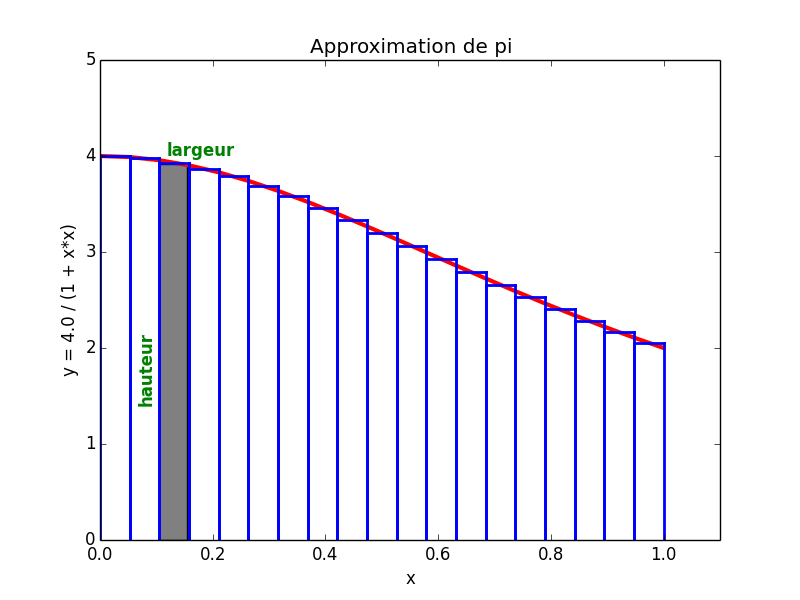 Approximation de pi
5
4
3
2
1
0
y = 4.0 / (1 + x*x)
largeur
hauteur
0.0 0.2 0.4 0.6 0.8 1.0
x